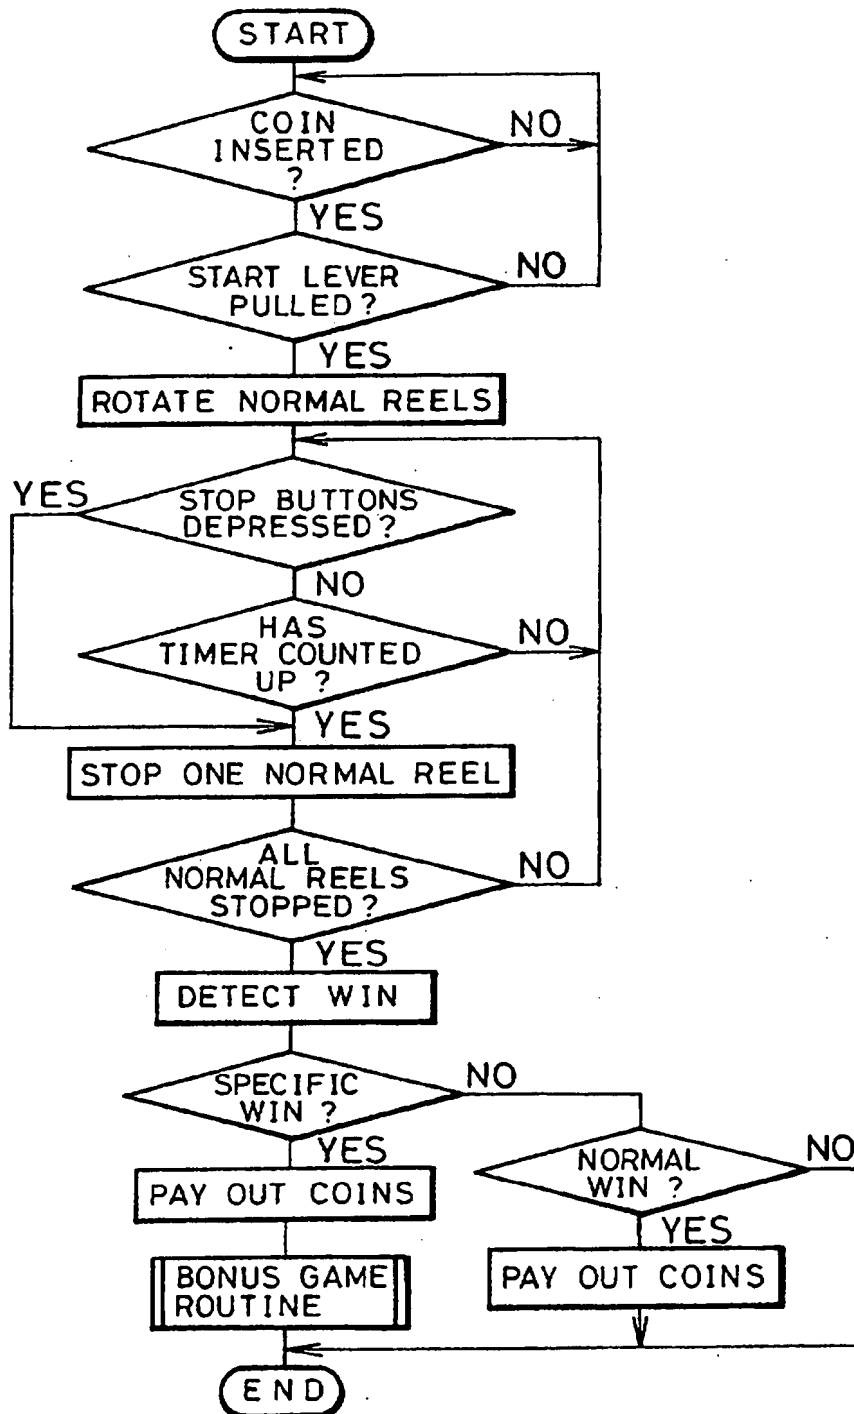 START
COIN
INSERTED
?
NO
YES
START LEVER
PULLED?
NO
YES
ROTATE NORMAL REELS
YES
STOP BUTTONS
DEPRESSED?
NO
HAS
TIMER COUNTED
UP ?
NO
YES
STOP ONE NORMAL REEL
ALL
NORMAL REELS
STOPPED?
NO
YES
DETECT WIN
SPECIFIC
WIN ?
NO
YES
NORMAL
WIN ?
NO
PAY OUT COINS
YES
BONUS GAME
ROUTINE
PAY OUT COINS
END